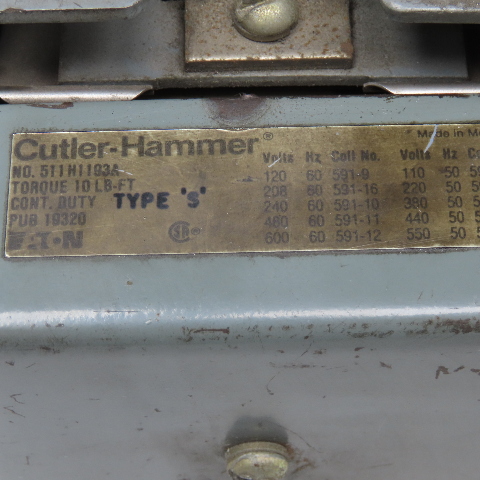 Cutler-Hammer® Made in
NO. 511H1103A
TORQUE 10 LB-FT
CONT. DUTY TYPE 'S'
PUB 19320
EATON
Volts Hz Coil No. Volts Hz
120 60 591-9 110 50
208 60 591-16 220 50
240 60 591-10 380 50
480 60 591-11 440 50
600 60 591-12 550 50